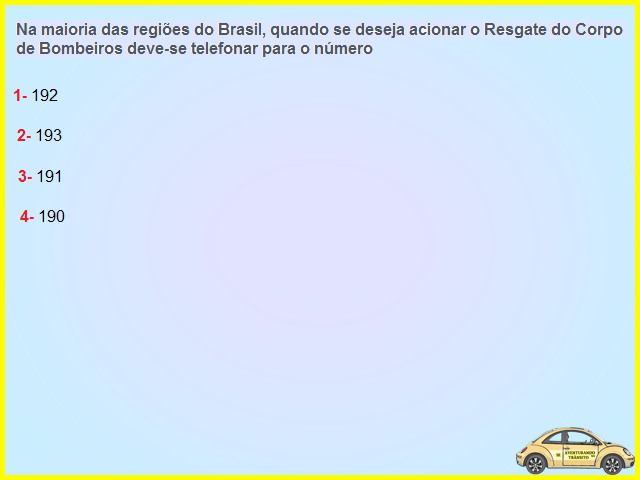 Na maioria das regiões do Brasil, quando se deseja acionar o Resgate do Corpo
de Bombeiros deve-se telefonar para o número
1- 192
2- 193
3- 191
4- 190
AVENTURANDO
TRÂNSITO